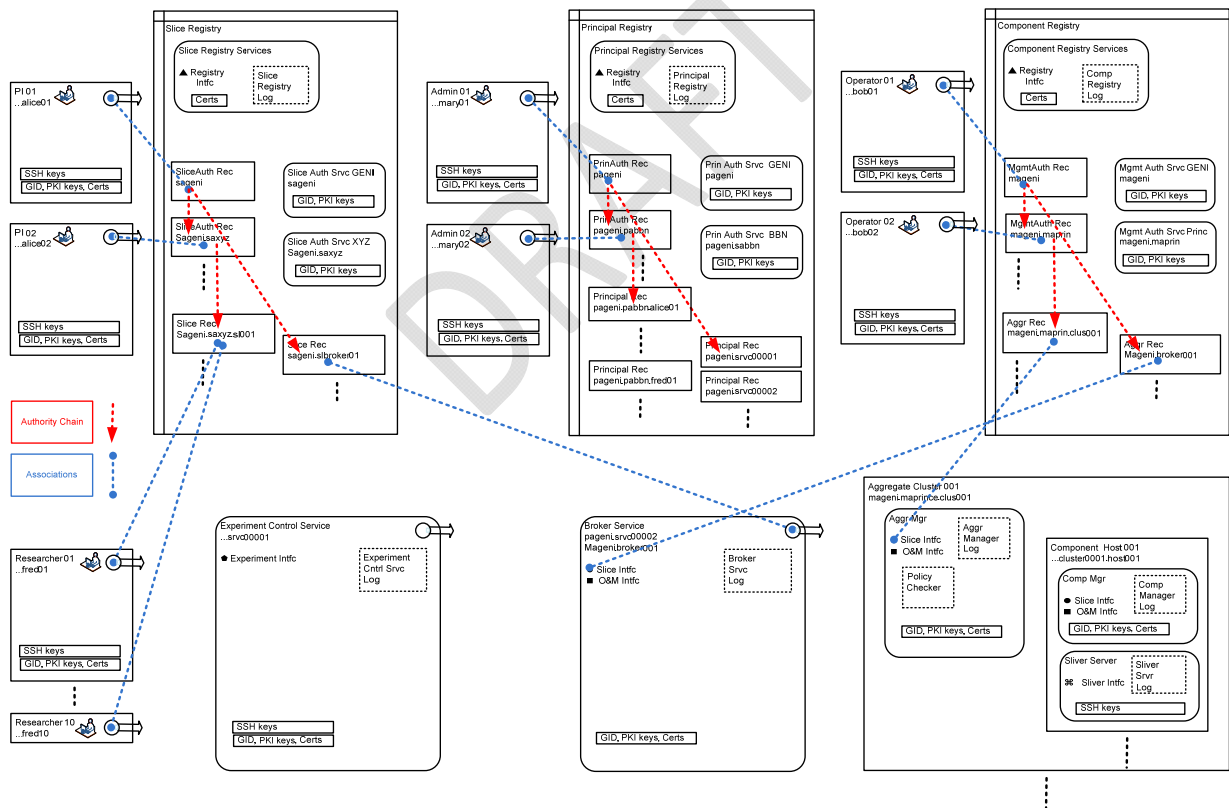 Slice Registry
Slice Registry Services
Registry
Intfc
Certs
Slice
Registry
Log
PI 01
...alice01
SSH keys
GID, PKI keys, Certs
SliceAuth Rec
sageni
Slice Auth Srvc GENI
sageni
GID, PKI keys
PI 02
...alice02
SSH keys
GID, PKI keys, Certs
SliceAuth Rec
Sageni.saxyz
Slice Auth Srvc XYZ
Sageni.saxyz
GID, PKI keys
Slice Rec
Sageni.saxyz.sl001
Slice Rec
sageni.slbroker01
Principal Registry
Principal Registry Services
Registry
Intfc
Certs
Principal
Registry
Log
Admin 01
...mary01
SSH keys
GID, PKI keys, Certs
PrinAuth Rec
pageni
Prin Auth Srvc GENI
pageni
GID, PKI keys
Admin 02
...mary02
SSH keys
GID, PKI keys, Certs
PrinAuth Rec
pageni.pabbn
Prin Auth Srvc BBN
pageni.sabbn
GID, PKI keys
Principal Rec
pageni.pabbn.alice01
Principal Rec
pageni.srvc00001
Principal Rec
pageni.pabbn.fred01
Principal Rec
pageni.srvc00002
Component Registry
Component Registry Services
Registry
Intfc
Certs
Comp
Registry
Log
Operator 01
...bob01
SSH keys
GID, PKI keys, Certs
MgmtAuth Rec
mageni
Mgmt Auth Srvc GENI
mageni
GID, PKI keys
Operator 02
...bob02
SSH keys
GID, PKI keys, Certs
MgmtAuth Rec
mageni.maprin
Mgmt Auth Srvc Princ
mageni.maprin
GID, PKI keys
Aggr Rec
mageni.maprin.clus001
Aggr Rec
Mageni.broker001
DRAFT
Authority Chain
Associations
Researcher 01
...fred01
SSH keys
GID, PKI keys, Certs
Researcher 10
...fred10
Experiment Control Service
...srvc00001
Experiment Intfc
Experiment
Cntrl Srvc
Log
SSH keys
GID, PKI keys, Certs
Broker Service
pageni.srvc00002
Mageni.broker001
Slice Intfc
O&M Intfc
Broker
Srvc
Log
GID, PKI keys, Certs
Aggregate Cluster 001
mageni.maprince.clus001
Aggr Mgr
Slice Intfc
O&M Intfc
Aggr
Manager
Log
Policy
Checker
GID, PKI keys, Certs
Component Host 001
...cluster0001.host001
Comp Mgr
Slice Intfc
O&M Intfc
Comp
Manager
Log
GID, PKI keys, Certs
Sliver Server
Sliver Intfc
Sliver
Srvr
Log
SSH keys